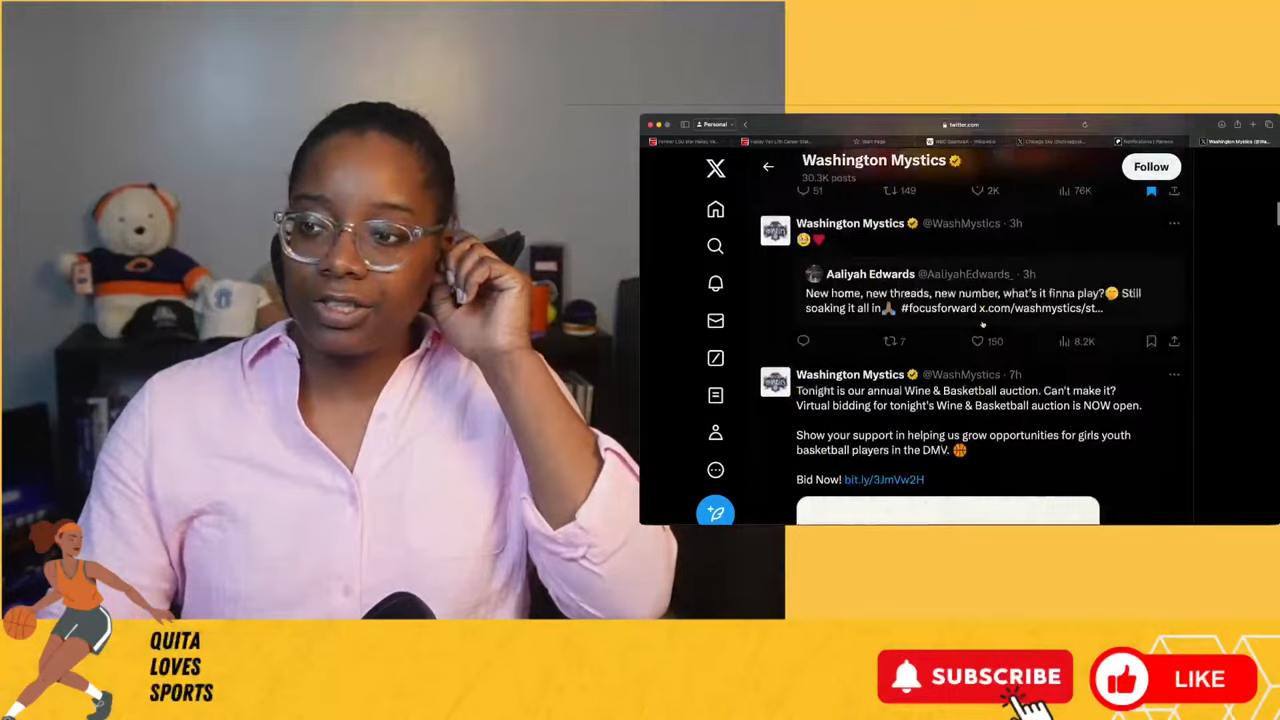 Personal
twitter.com
Washington Mystics
30.3K posts
Follow
51 149 2K 76K
Washington Mystics @WashMystics · 3h
🥹♥️
Aaliyah Edwards @AaliyahEdwards_ · 3h
New home, new threads, new number, what's it finna play?🤭 Still
soaking it all in🙏🏾 #focusforward x.com/washmystics/st...
7 150 8.2K
Washington Mystics @WashMystics · 7h
Tonight is our annual Wine & Basketball auction. Can't make it?
Virtual bidding for tonight's Wine & Basketball auction is NOW open.
Show your support in helping us grow opportunities for girls youth
basketball players in the DMV. 🏀
Bid Now! bit.ly/3JmVw2H
QUITA
LOVES
SPORTS
SUBSCRIBE
LIKE